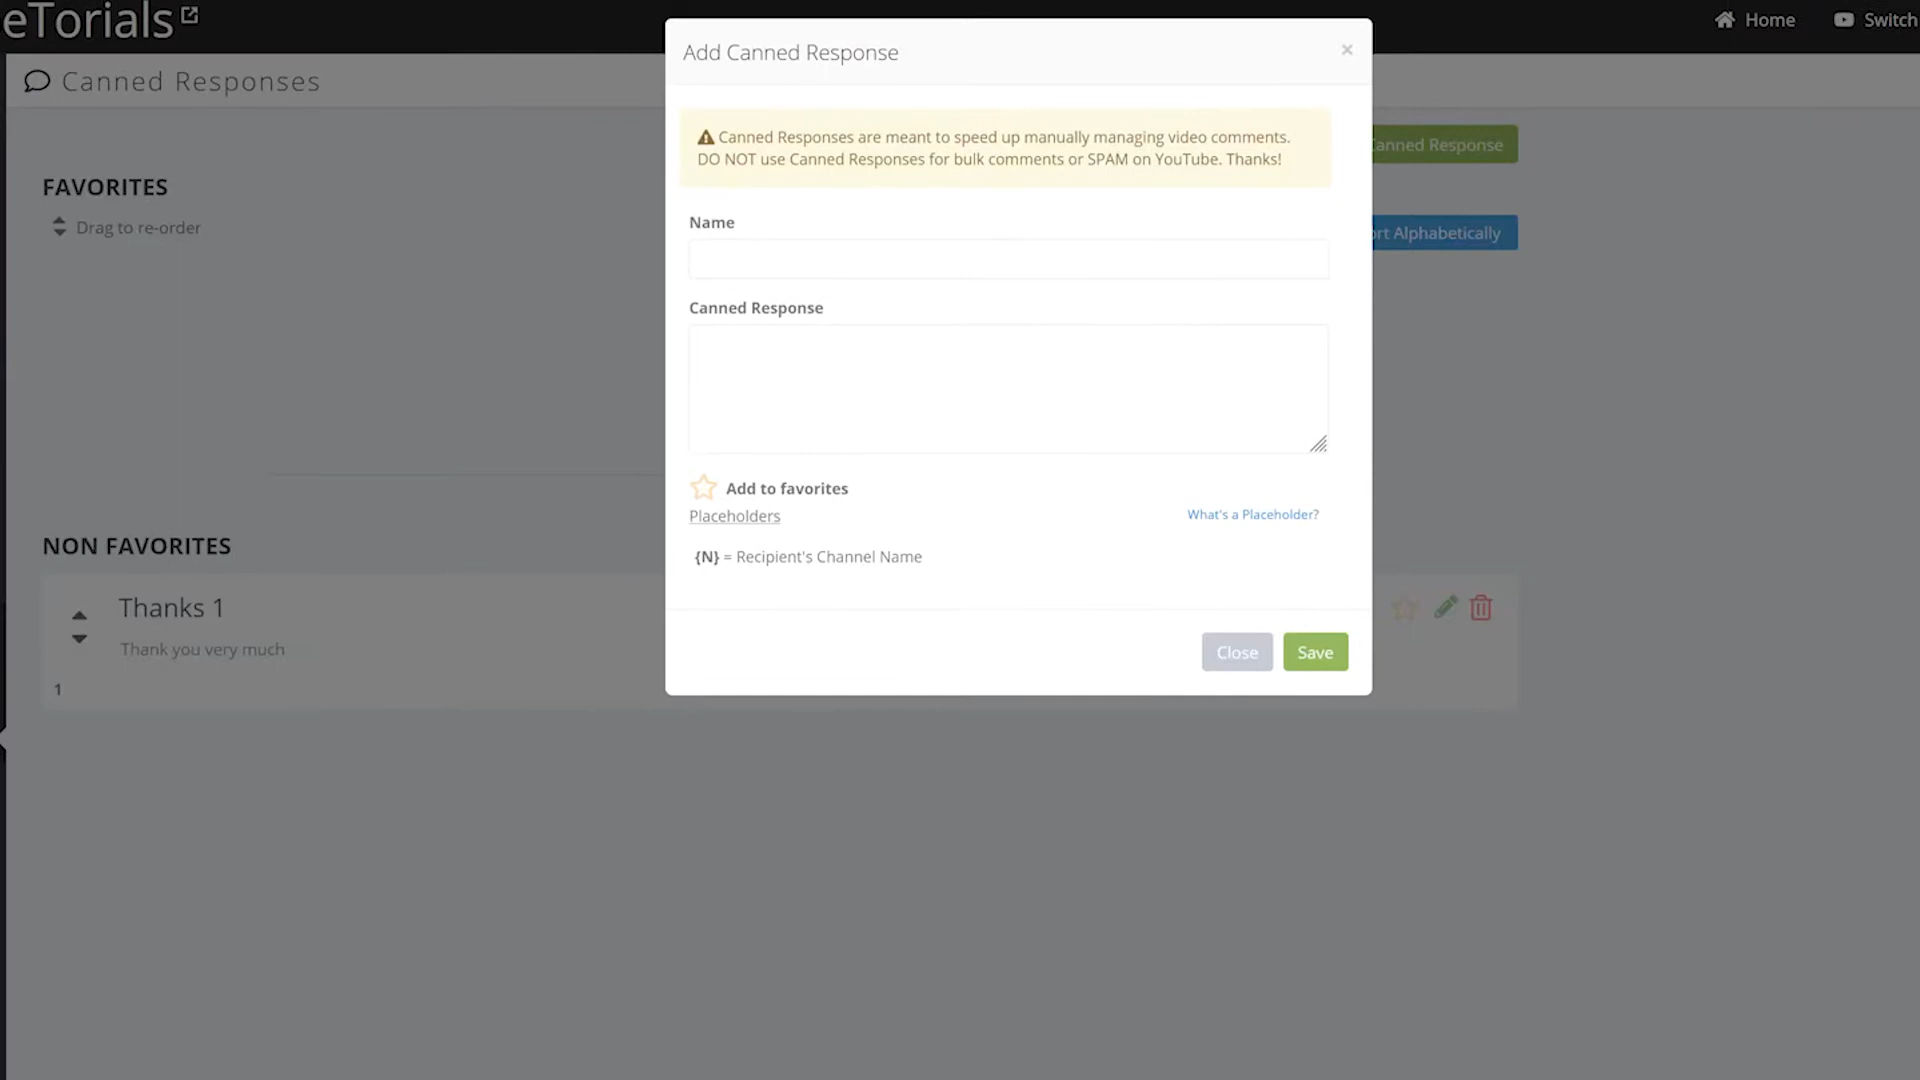 eTorials
Home
Switch
Canned Responses
Add Canned Response
×
Canned Responses are meant to speed up manually managing video comments.
DO NOT use Canned Responses for bulk comments or SPAM on YouTube. Thanks!
Canned Response
FAVORITES
Drag to re-order
Alphabetically
Name
Canned Response
Add to favorites
Placeholders
What's a Placeholder?
{N} = Recipient's Channel Name
NON FAVORITES
Thanks 1
Thank you very much
1
Close
Save